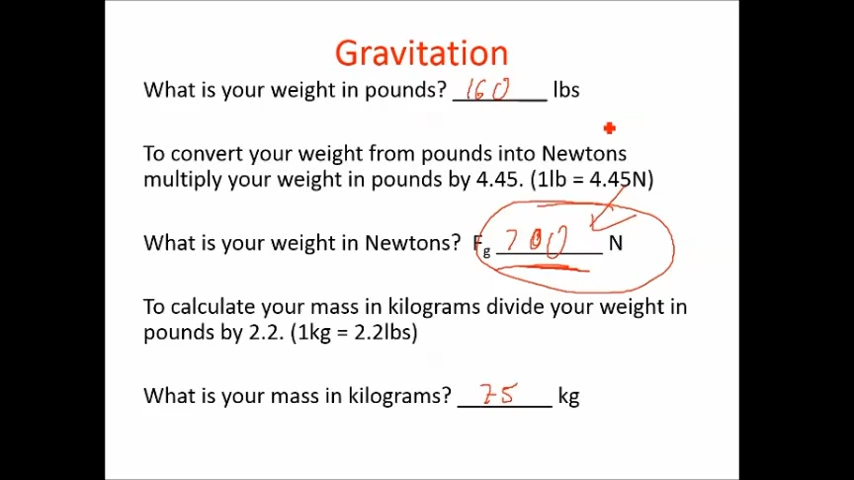 Gravitation
What is your weight in pounds? 160 lbs
To convert your weight from pounds into Newtons
multiply your weight in pounds by 4.45. (1lb = 4.45N)
What is your weight in Newtons? Fg 700 N
To calculate your mass in kilograms divide your weight in
pounds by 2.2. (1kg = 2.2lbs)
What is your mass in kilograms? 75 kg